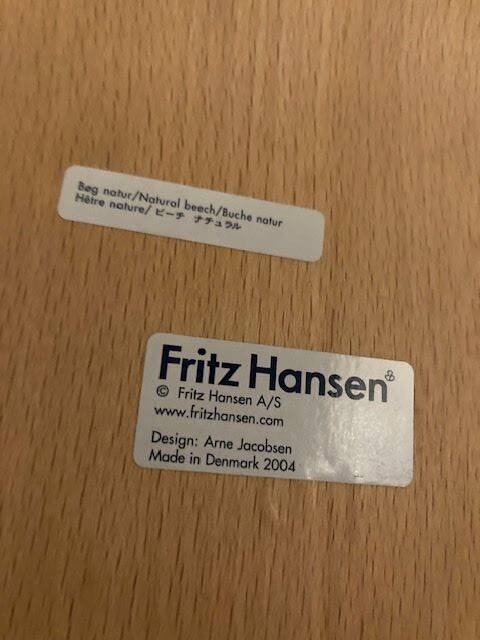 Bøg natur/Natural beech/Buche natur
Hêtre nature/ ビーチ ナチュラル
Fritz Hansen
© Fritz Hansen A/S
www.fritzhansen.com
Design: Arne Jacobsen
Made in Denmark 2004